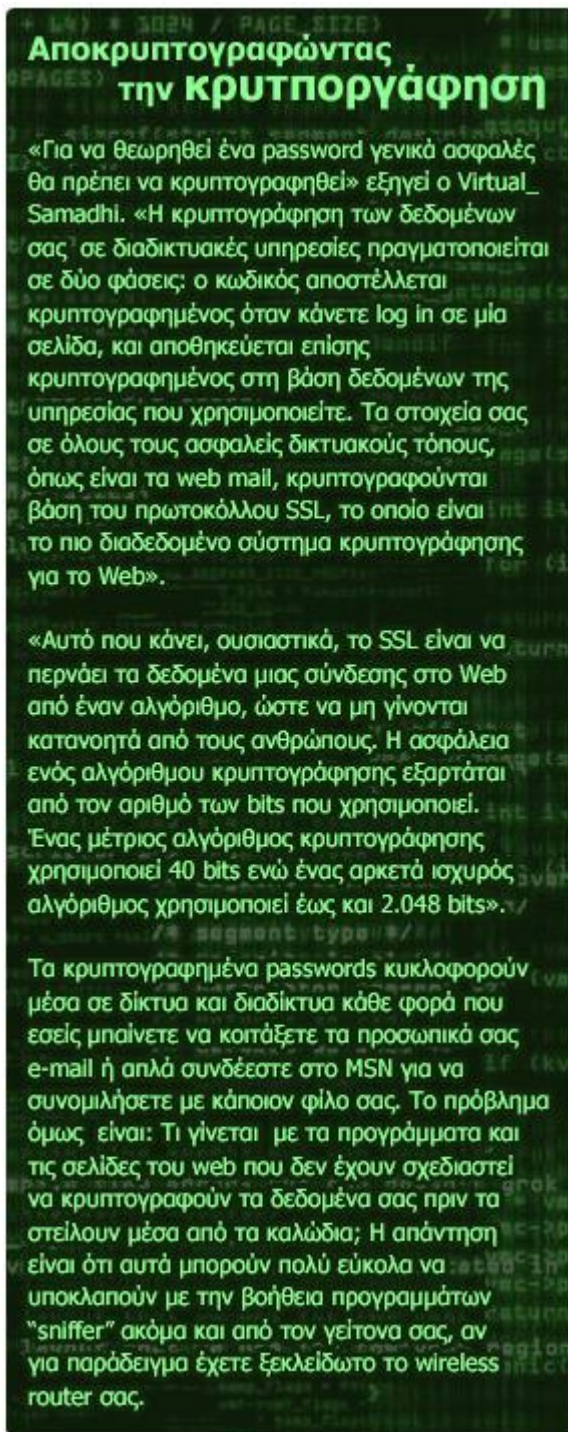 Αποκρυπτογραφώντας
την κρυτπογράφηση
«Για να θεωρηθεί ένα password γενικά ασφαλές
θα πρέπει να κρυπτογραφηθεί» εξηγεί ο Virtual_
Samadhi. «Η κρυπτογράφηση των δεδομένων
σας σε διαδικτυακές υπηρεσίες πραγματοποιείται
σε δύο φάσεις: ο κωδικός αποστέλλεται
κρυπτογραφημένος όταν κάνετε log in σε μία
σελίδα, και αποθηκεύεται επίσης
κρυπτογραφημένος στη βάση δεδομένων της
υπηρεσίας που χρησιμοποιείτε. Τα στοιχεία σας
σε όλους τους ασφαλείς δικτυακούς τόπους,
όπως είναι τα web mail, κρυπτογραφούνται
βάση του πρωτοκόλλου SSL, το οποίο είναι
το πιο διαδεδομένο σύστημα κρυπτογράφησης
για το Web».
«Αυτό που κάνει, ουσιαστικά, το SSL είναι να
περνάει τα δεδομένα μιας σύνδεσης στο Web
από έναν αλγόριθμο, ώστε να μη γίνονται
κατανοητά από τους ανθρώπους. Η ασφάλεια
ενός αλγόριθμου κρυπτογράφησης εξαρτάται
από τον αριθμό των bits που χρησιμοποιεί.
Ένας μέτριος αλγόριθμος κρυπτογράφησης
χρησιμοποιεί 40 bits ενώ ένας αρκετά ισχυρός
αλγόριθμος χρησιμοποιεί έως και 2.048 bits».
Τα κρυπτογραφημένα passwords κυκλοφορούν
μέσα σε δίκτυα και διαδίκτυα κάθε φορά που
εσείς μπαίνετε να κοιτάξετε τα προσωπικά σας
e-mail ή απλά συνδέεστε στο MSN για να
συνομιλήσετε με κάποιον φίλο σας. Το πρόβλημα
όμως είναι: Τι γίνεται με τα προγράμματα και
τις σελίδες του web που δεν έχουν σχεδιαστεί
να κρυπτογραφούν τα δεδομένα σας πριν τα
στείλουν μέσα από τα καλώδια; Η απάντηση
είναι ότι αυτά μπορούν πολύ εύκολα να
υποκλαπούν με την βοήθεια προγραμμάτων
“sniffer” ακόμα και από τον γείτονα σας, αν
για παράδειγμα έχετε ξεκλείδωτο το wireless
router σας.